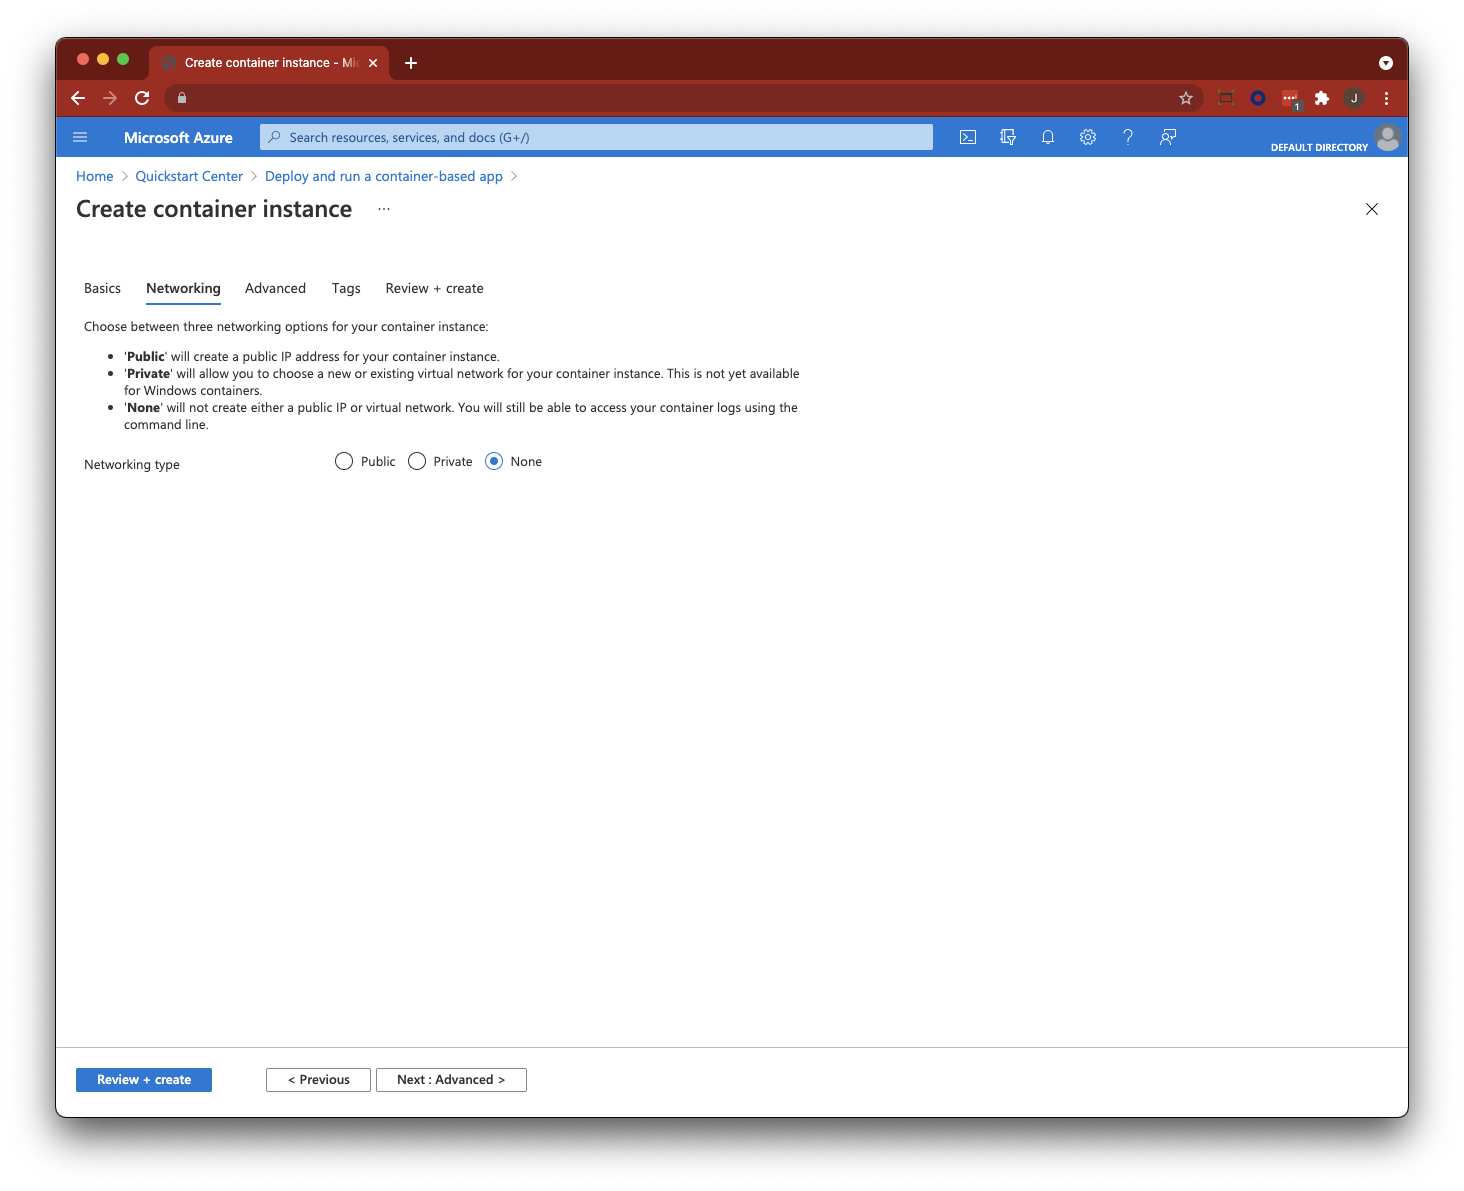 Create container instance - Mi
1
J
Microsoft Azure
Search resources, services, and docs (G+/)
DEFAULT DIRECTORY
Home > Quickstart Center > Deploy and run a container-based app >
Create container instance ...
Basics Networking Advanced Tags Review + create
Choose between three networking options for your container instance:
• 'Public' will create a public IP address for your container instance.
• 'Private' will allow you to choose a new or existing virtual network for your container instance. This is not yet available
for Windows containers.
• 'None' will not create either a public IP or virtual network. You will still be able to access your container logs using the
command line.
Networking type Public Private None
Review + create < Previous Next : Advanced >